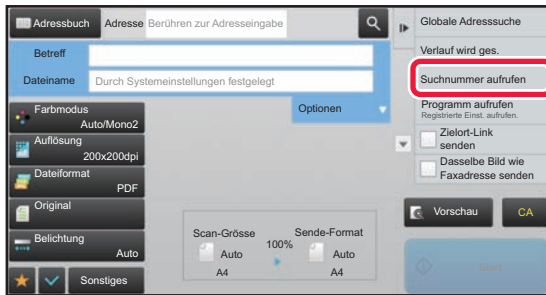 Adressbuch
Adresse
Berühren zur Adresseingabe
Betreff
Dateiname
Durch Systemeinstellungen festgelegt
Farbmodus
Auto/Mono2
Optionen
Auflösung
200x200dpi
Dateiformat
PDF
Original
Belichtung
Auto
Sonstiges
Scan-Grösse
Auto
A4
100%
Sende-Format
Auto
A4
Globale Adresssuche
Verlauf wird ges.
Suchnummer aufrufen
Programm aufrufen
Registrierte Einst. aufrufen.
Zielort-Link
senden
Dasselbe Bild wie
Faxadresse senden
Vorschau
CA
Start